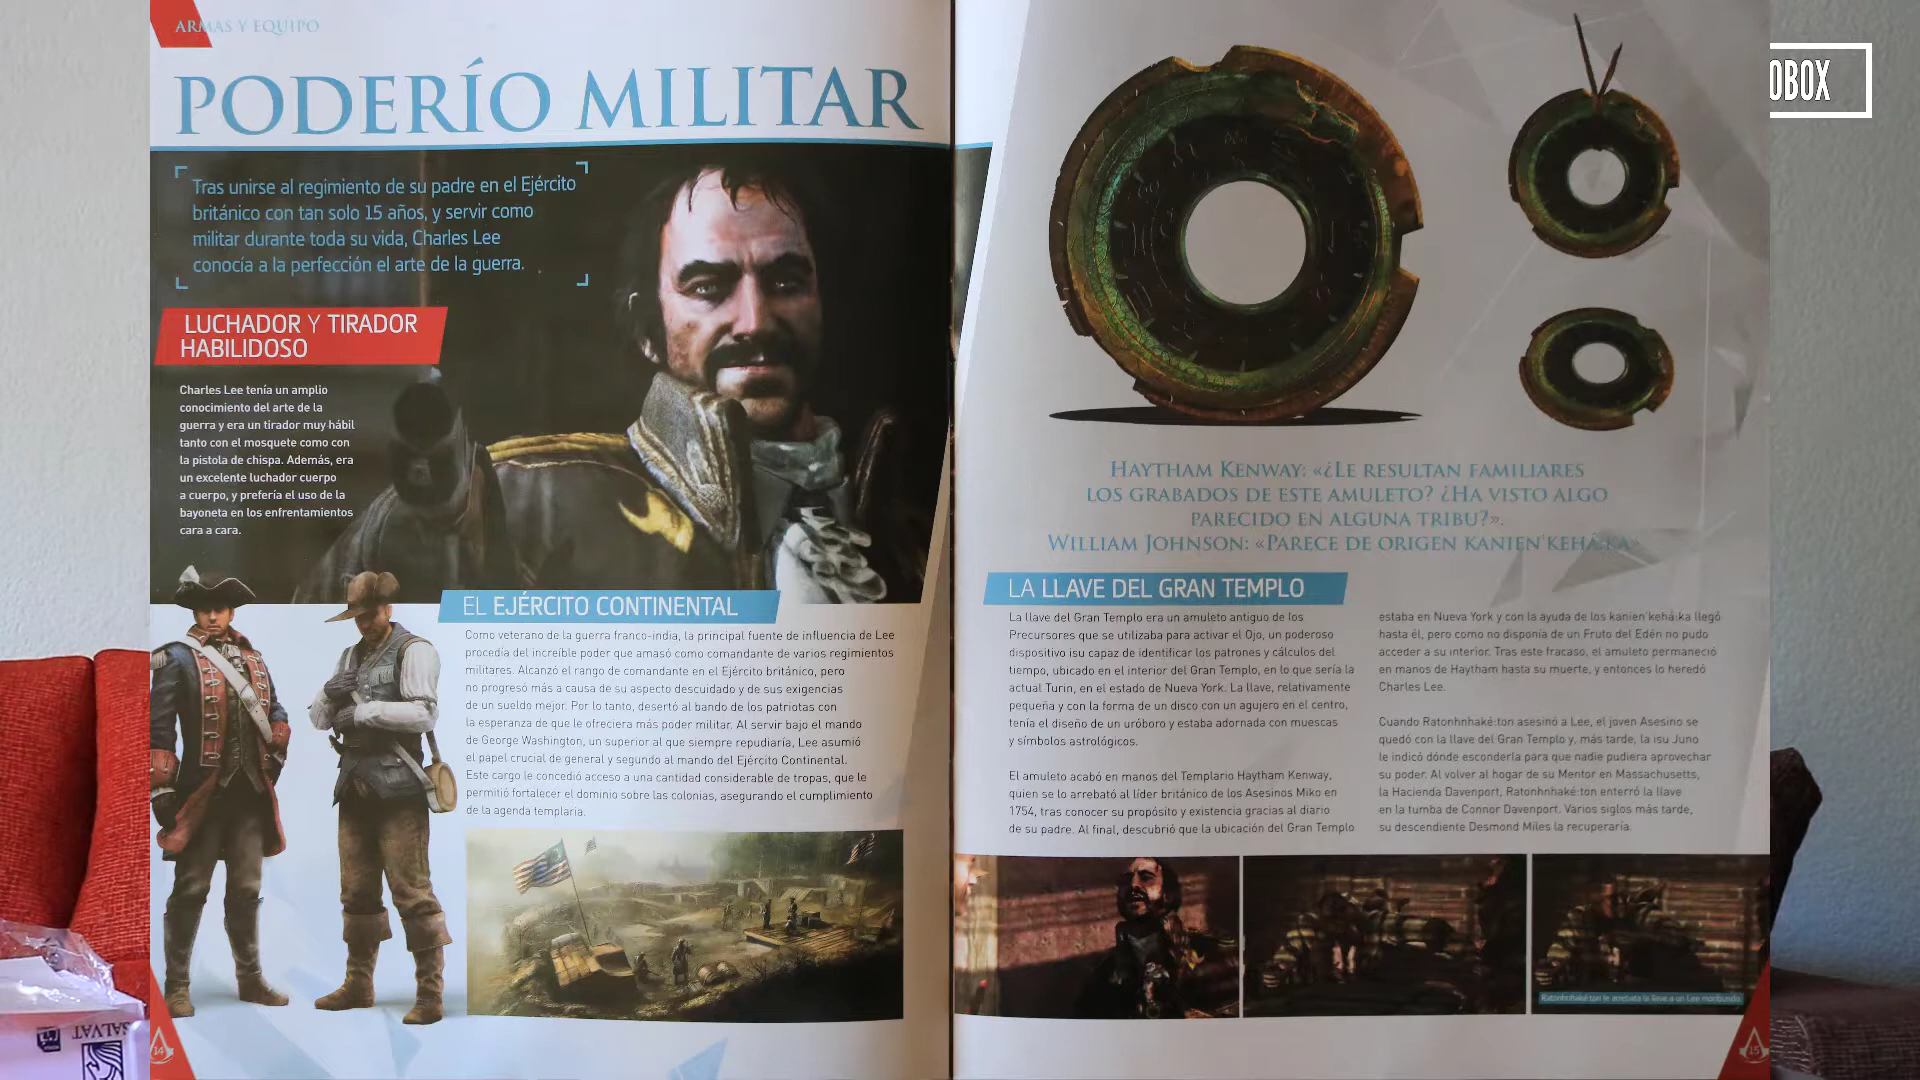 ARMAS Y EQUIPO
PODERÍO MILITAR
Tras unirse al regimiento de su padre en el Ejército
británico con tan solo 15 años, y servir como
militar durante toda su vida, Charles Lee
conocía a la perfección el arte de la guerra.
LUCHADOR Y TIRADOR
HABILIDOSO
Charles Lee tenía un amplio
conocimiento del arte de la
guerra y era un tirador muy hábil
tanto con el mosquete como con
la pistola de chispa. Además, era
un excelente luchador cuerpo
a cuerpo, y prefería el uso de la
bayoneta en los enfrentamientos
cara a cara.
EL EJÉRCITO CONTINENTAL
Como veterano de la guerra franco-india, la principal fuente de influencia de Lee
procedía del increíble poder que amasó como comandante de varios regimientos
militares. Alcanzó el rango de comandante en el Ejército británico, pero
no progresó más a causa de su aspecto descuidado y de sus exigencias
de un sueldo mejor. Por lo tanto, desertó al bando de los patriotas con
la esperanza de que le ofreciera más poder militar. Al servir bajo el mando
de George Washington, un superior al que siempre repudiaría, Lee asumió
el papel crucial de general y segundo al mando del Ejército Continental.
Este cargo le concedió acceso a una cantidad considerable de tropas, que le
permitió fortalecer el dominio sobre las colonias, asegurando el cumplimiento
de la agenda templaria.
14
HAYTHAM KENWAY: «¿LE RESULTAN FAMILIARES
LOS GRABADOS DE ESTE AMULETO? ¿HA VISTO ALGO
PARECIDO EN ALGUNA TRIBU?».
WILLIAM JOHNSON: «PARECE DE ORIGEN KANIEN'KEHÁ:KA»
LA LLAVE DEL GRAN TEMPLO
La llave del Gran Templo era un amuleto antiguo de los
Precursores que se utilizaba para activar el Ojo, un poderoso
dispositivo isu capaz de identificar los patrones y cálculos del
tiempo, ubicado en el interior del Gran Templo, en lo que sería la
actual Turin, en el estado de Nueva York. La llave, relativamente
pequeña y con la forma de un disco con un agujero en el centro,
tenía el diseño de un uróboro y estaba adornada con muescas
y símbolos astrológicos.
El amuleto acabó en manos del Templario Haytham Kenway,
quien se lo arrebató al líder británico de los Asesinos Miko en
1754, tras conocer su propósito y existencia gracias al diario
de su padre. Al final, descubrió que la ubicación del Gran Templo
estaba en Nueva York y con la ayuda de los kanien'kehá:ka llegó
hasta él, pero como no disponía de un Fruto del Edén no pudo
acceder a su interior. Tras este fracaso, el amuleto permaneció
en manos de Haytham hasta su muerte, y entonces lo heredó
Charles Lee.
Cuando Ratonhnhaké:ton asesinó a Lee, el joven Asesino se
quedó con la llave del Gran Templo y, más tarde, la isu Juno
le indicó dónde esconderla para que nadie pudiera aprovechar
su poder. Al volver al hogar de su Mentor en Massachusetts,
la Hacienda Davenport, Ratonhnhaké:ton enterró la llave
en la tumba de Connor Davenport. Varios siglos más tarde,
su descendiente Desmond Miles la recuperaría.
Ratonhnhaké:ton le arrebata la llave a un Lee moribundo.
15
OBOX
SALVAT